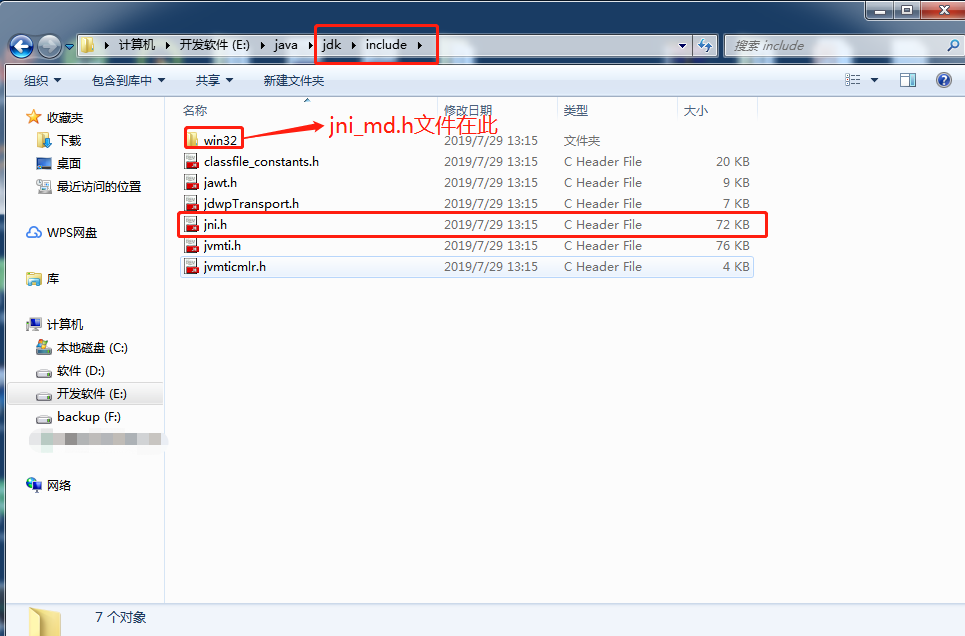 计算机 开发软件 (E:) java jdk include 搜索 include
组织 包含到库中 共享 新建文件夹
收藏夹
下载
桌面
最近访问的位置
WPS网盘
库
计算机
本地磁盘 (C:)
软件 (D:)
开发软件 (E:)
backup (F:)
网络
名称 修改日期 类型 大小
jni_md.h文件在此
win32 2019/7/29 13:15 文件夹
classfile_constants.h 2019/7/29 13:15 C Header File 20 KB
jawt.h 2019/7/29 13:15 C Header File 9 KB
jdwpTransport.h 2019/7/29 13:15 C Header File 7 KB
jni.h 2019/7/29 13:15 C Header File 72 KB
jvmti.h 2019/7/29 13:15 C Header File 76 KB
jvmticmlr.h 2019/7/29 13:15 C Header File 4 KB
7 个对象